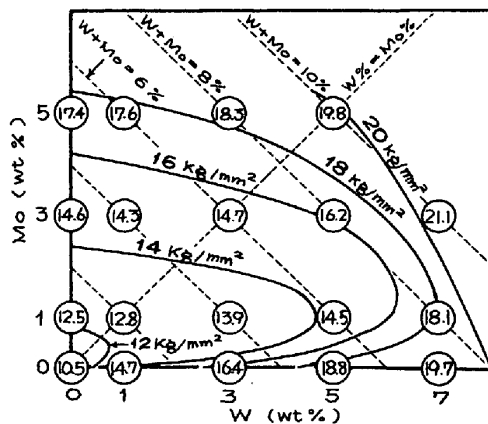 W+Mo=6%
W+Mo=8%
W+Mo=10%
W%=Mo%
5
17.4
17.6
18.3
19.8
20 Kg/mm²
18 Kg/mm²
16 Kg/mm²
Mo (wt %)
3
14.6
14.3
14.7
16.2
21.1
14 Kg/mm²
1
12.5
12.8
13.9
14.5
18.1
12 Kg/mm²
0
10.5
14.7
16.4
18.8
19.7
0
1
3
5
7
W (wt %)